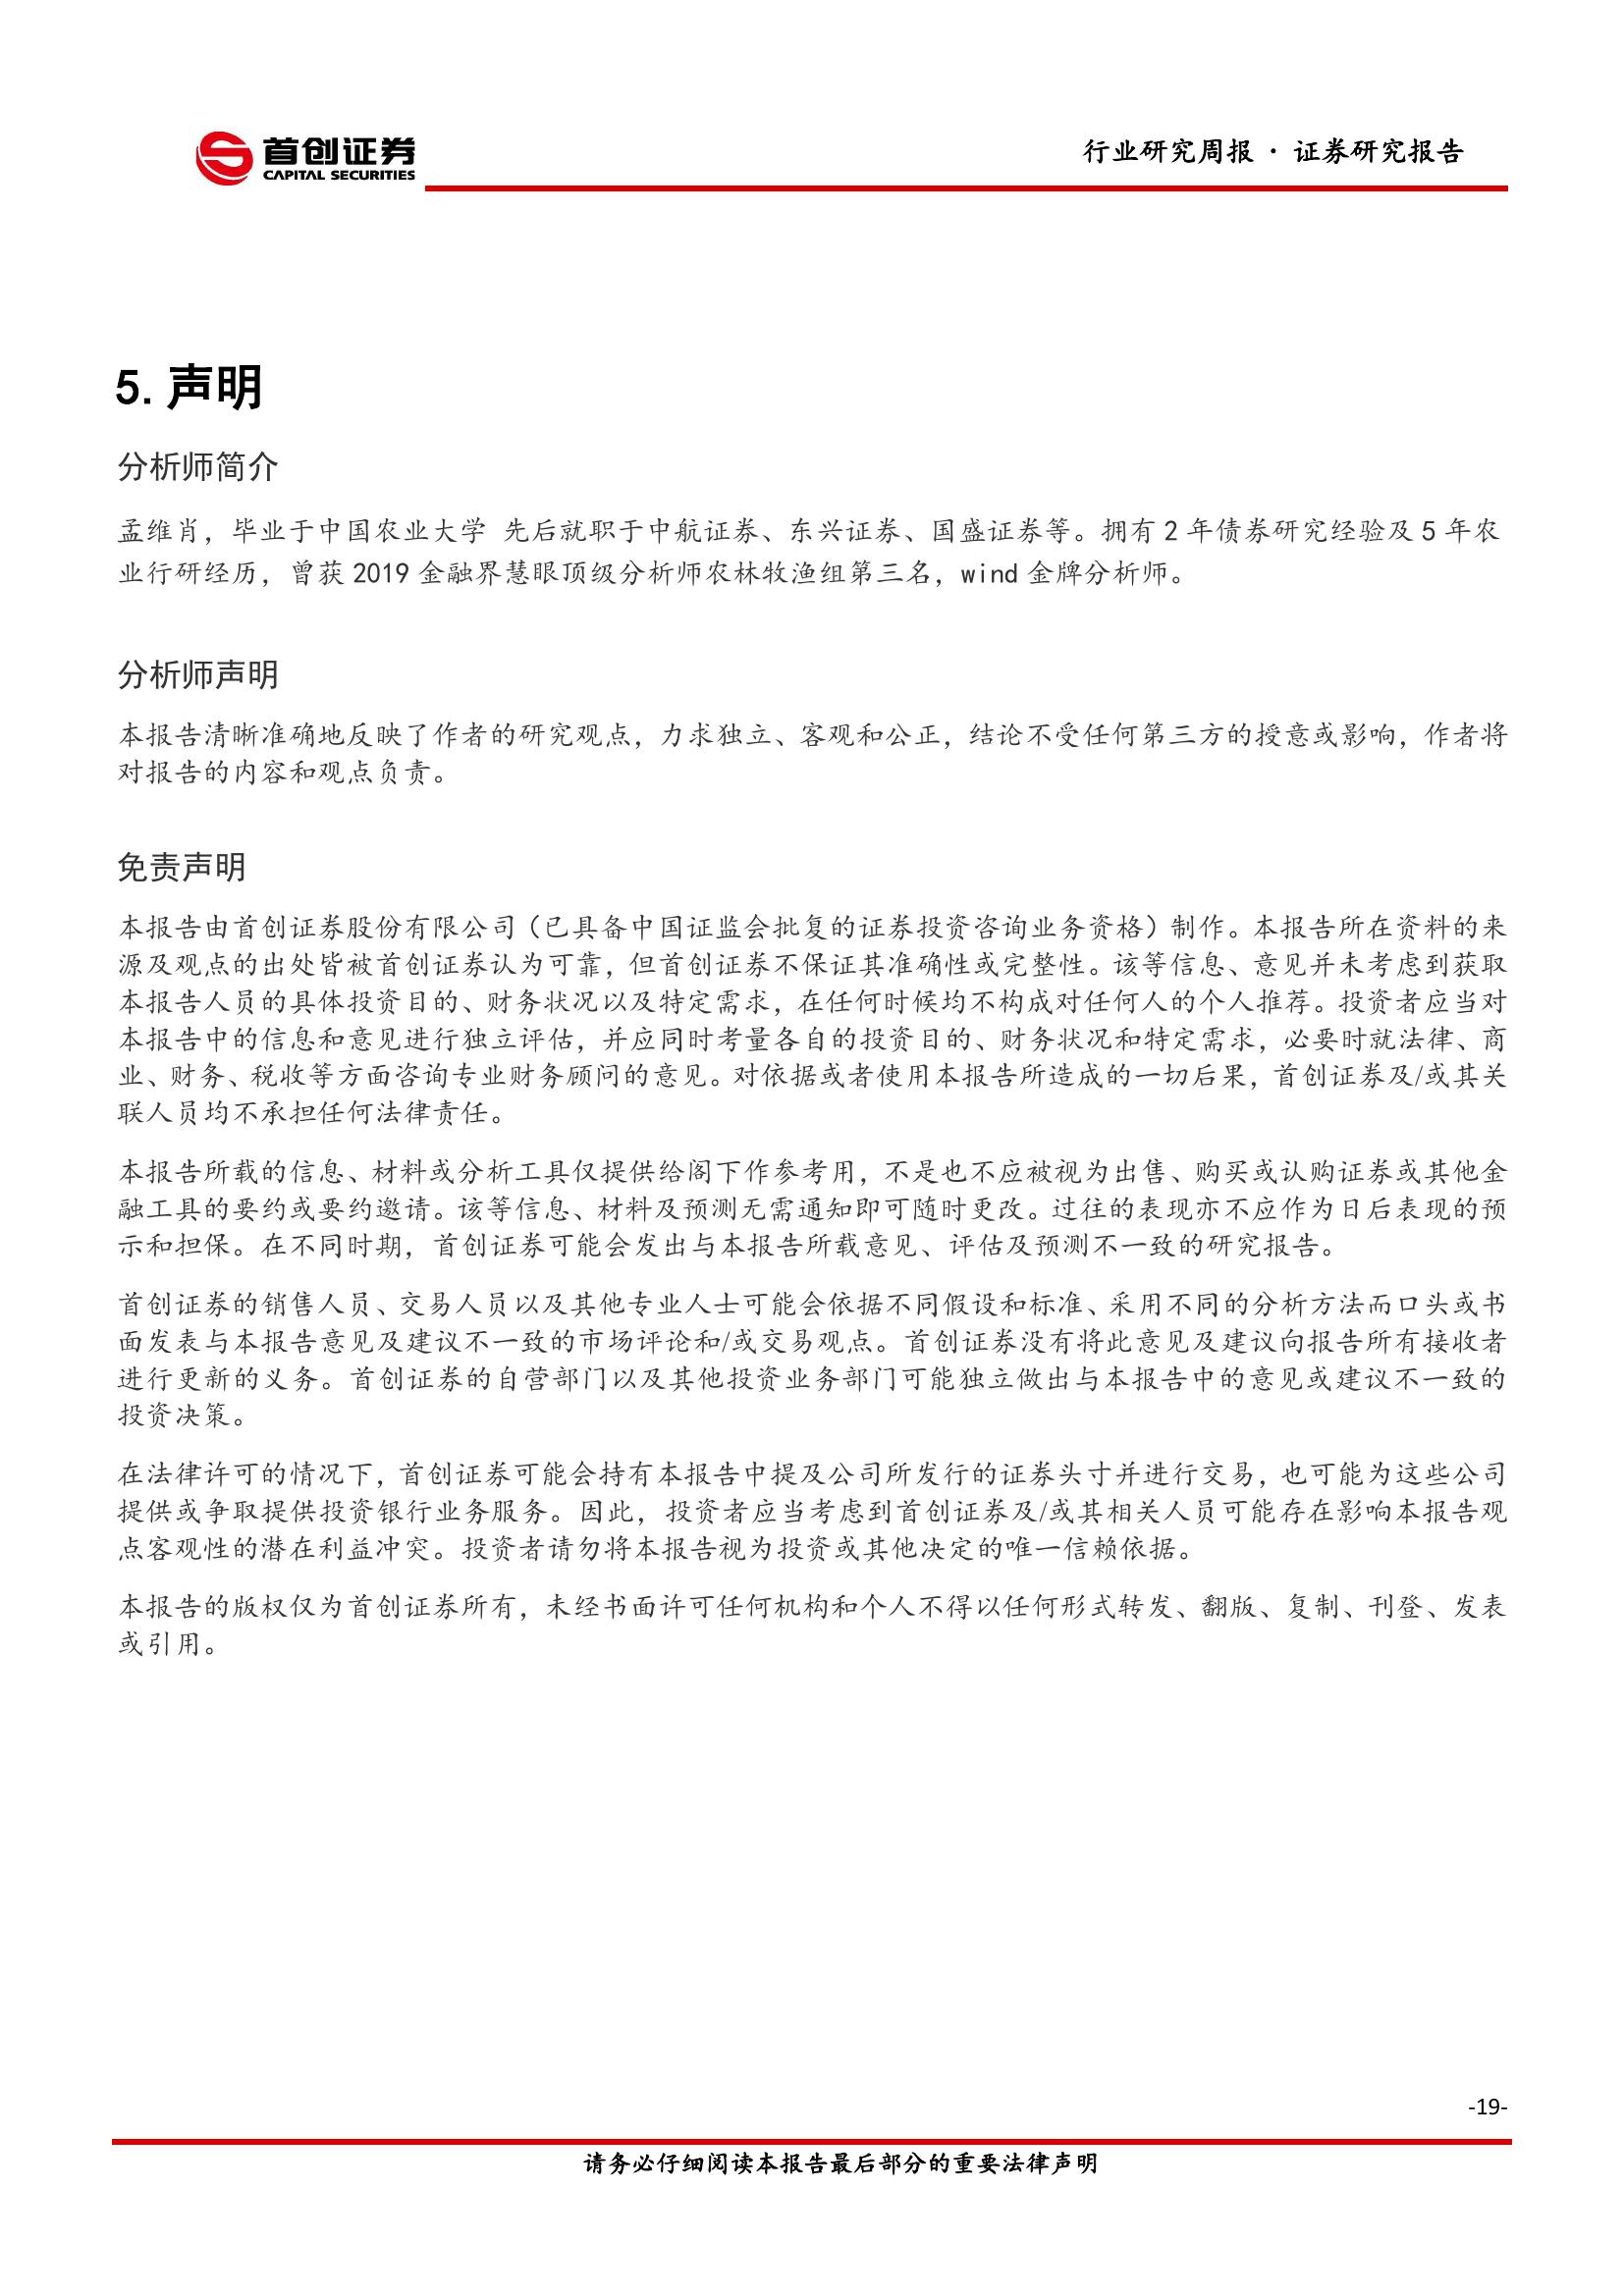 首创证券
CAPITAL SECURITIES
行业研究周报 · 证券研究报告
5.声明
分析师简介
孟维肖，毕业于中国农业大学 先后就职于中航证券、东兴证券、国盛证券等。拥有 2 年债券研究经验及 5 年农
业行研经历，曾获 2019 金融界慧眼顶级分析师农林牧渔组第三名，wind 金牌分析师。
分析师声明
本报告清晰准确地反映了作者的研究观点，力求独立、客观和公正，结论不受任何第三方的授意或影响，作者将
对报告的内容和观点负责。
免责声明
本报告由首创证券股份有限公司（已具备中国证监会批复的证券投资咨询业务资格）制作。本报告所在资料的来
源及观点的出处皆被首创证券认为可靠，但首创证券不保证其准确性或完整性。该等信息、意见并未考虑到获取
本报告人员的具体投资目的、财务状况以及特定需求，在任何时候均不构成对任何人的个人推荐。投资者应当对
本报告中的信息和意见进行独立评估，并应同时考量各自的投资目的、财务状况和特定需求，必要时就法律、商
业、财务、税收等方面咨询专业财务顾问的意见。对依据或者使用本报告所造成的一切后果，首创证券及/或其关
联人员均不承担任何法律责任。
本报告所载的信息、材料或分析工具仅提供给阁下作参考用，不是也不应被视为出售、购买或认购证券或其他金
融工具的要约或要约邀请。该等信息、材料及预测无需通知即可随时更改。过往的表现亦不应作为日后表现的预
示和担保。在不同时期，首创证券可能会发出与本报告所载意见、评估及预测不一致的研究报告。
首创证券的销售人员、交易人员以及其他专业人士可能会依据不同假设和标准、采用不同的分析方法而口头或书
面发表与本报告意见及建议不一致的市场评论和/或交易观点。首创证券没有将此意见及建议向报告所有接收者
进行更新的义务。首创证券的自营部门以及其他投资业务部门可能独立做出与本报告中的意见或建议不一致的
投资决策。
在法律许可的情况下，首创证券可能会持有本报告中提及公司所发行的证券头寸并进行交易，也可能为这些公司
提供或争取提供投资银行业务服务。因此，投资者应当考虑到首创证券及/或其相关人员可能存在影响本报告观
点客观性的潜在利益冲突。投资者请勿将本报告视为投资或其他决定的唯一信赖依据。
本报告的版权仅为首创证券所有，未经书面许可任何机构和个人不得以任何形式转发、翻版、复制、刊登、发表
或引用。
-19-
请务必仔细阅读本报告最后部分的重要法律声明